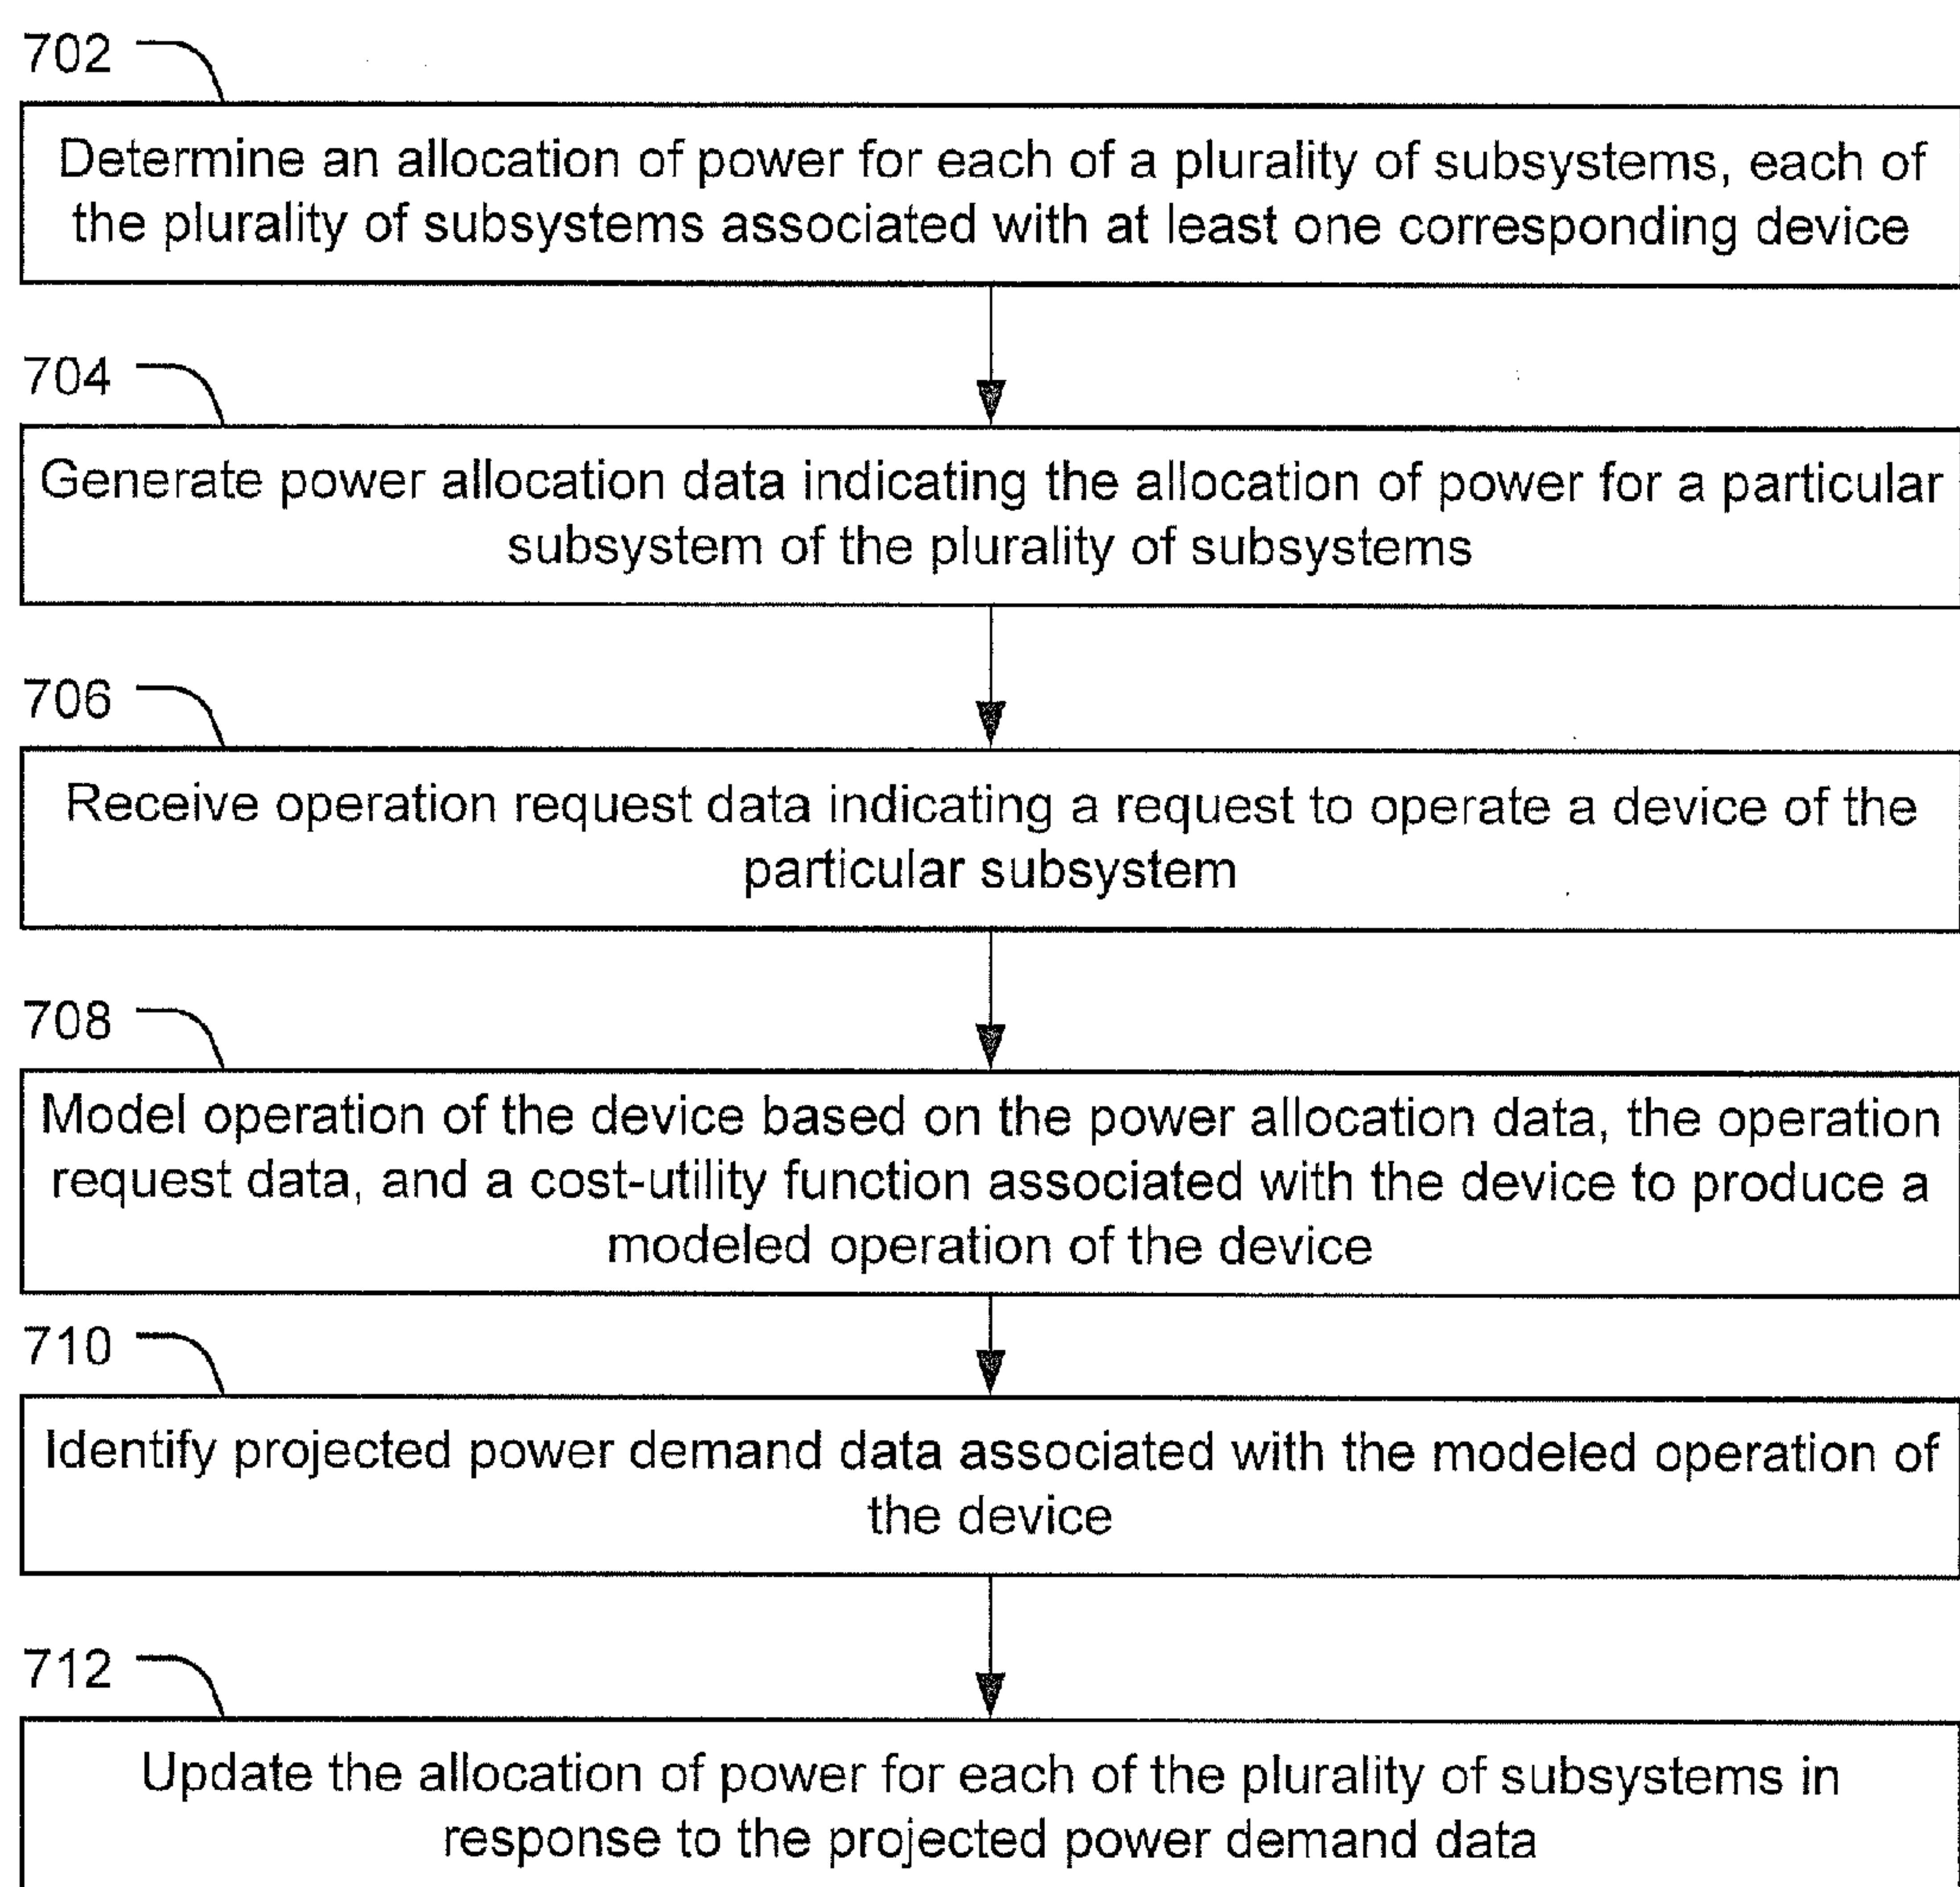 702
Determine an allocation of power for each of a plurality of subsystems, each of
the plurality of subsystems associated with at least one corresponding device
704
Generate power allocation data indicating the allocation of power for a particular
subsystem of the plurality of subsystems
706
Receive operation request data indicating a request to operate a device of the
particular subsystem
708
Model operation of the device based on the power allocation data, the operation
request data, and a cost-utility function associated with the device to produce a
modeled operation of the device
710
Identify projected power demand data associated with the modeled operation of
the device
712
Update the allocation of power for each of the plurality of subsystems in
response to the projected power demand data